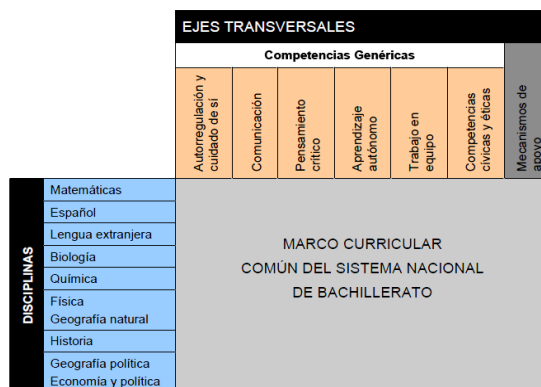 EJES TRANSVERSALES
Competencias Genéricas
Autorregulación y
cuidado de sí
Comunicación
Pensamiento
crítico
Aprendizaje
autónomo
Trabajo en
equipo
Competencias
cívicas y éticas
Mecanismos de
apoyo
DISCIPLINAS
Matemáticas
Español
Lengua extranjera
Biología
Química
Física
Geografía natural
Historia
Geografía política
Economía y política
MARCO CURRICULAR
COMÚN DEL SISTEMA NACIONAL
DE BACHILLERATO